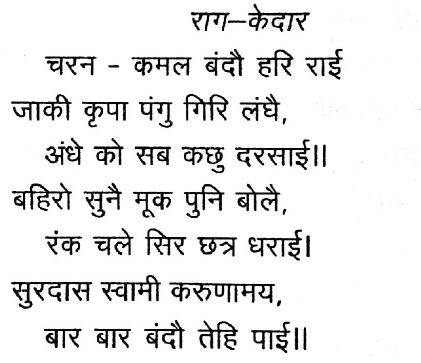 राग–केदार
चरन – कमल बंदौ हरि राई
जाकी कृपा पंगु गिरि लंघै,
अंधे को सब कछु दरसाई॥
बहिरो सुनै मूक पुनि बोलै,
रंक चले सिर छत्र धराई।
सुरदास स्वामी करुणामय,
बार बार बंदौ तेहि पाई॥